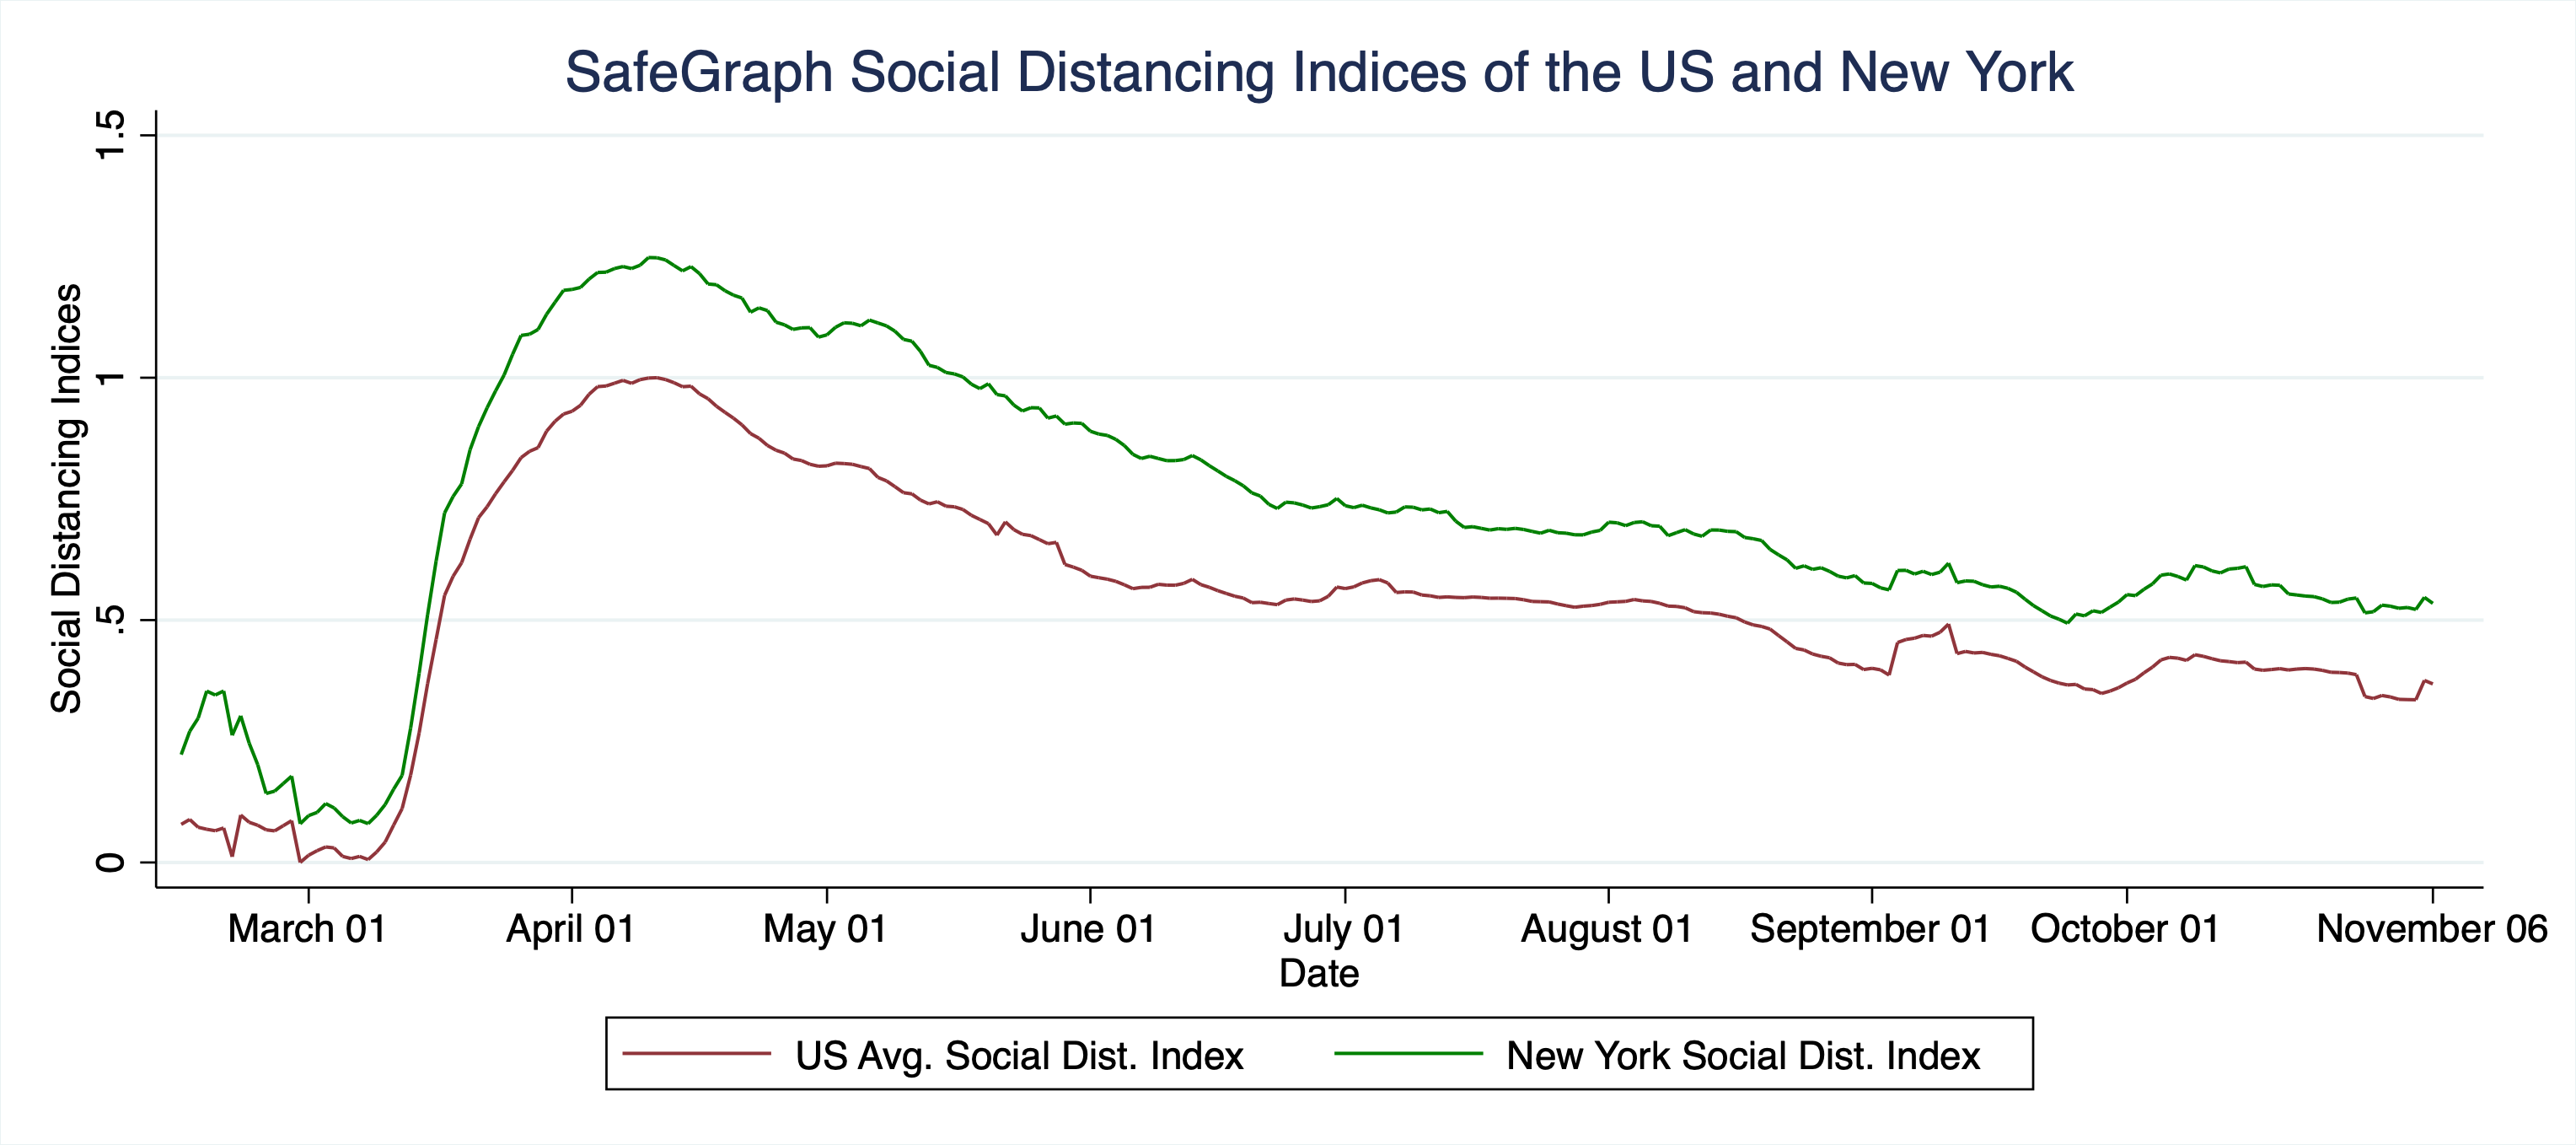 SafeGraph Social Distancing Indices of the US and New York
Social Distancing Indices
1.5
1
.5
0
March 01
April 01
May 01
June 01
July 01
August 01
September 01
October 01
November 06
Date
US Avg. Social Dist. Index
New York Social Dist. Index